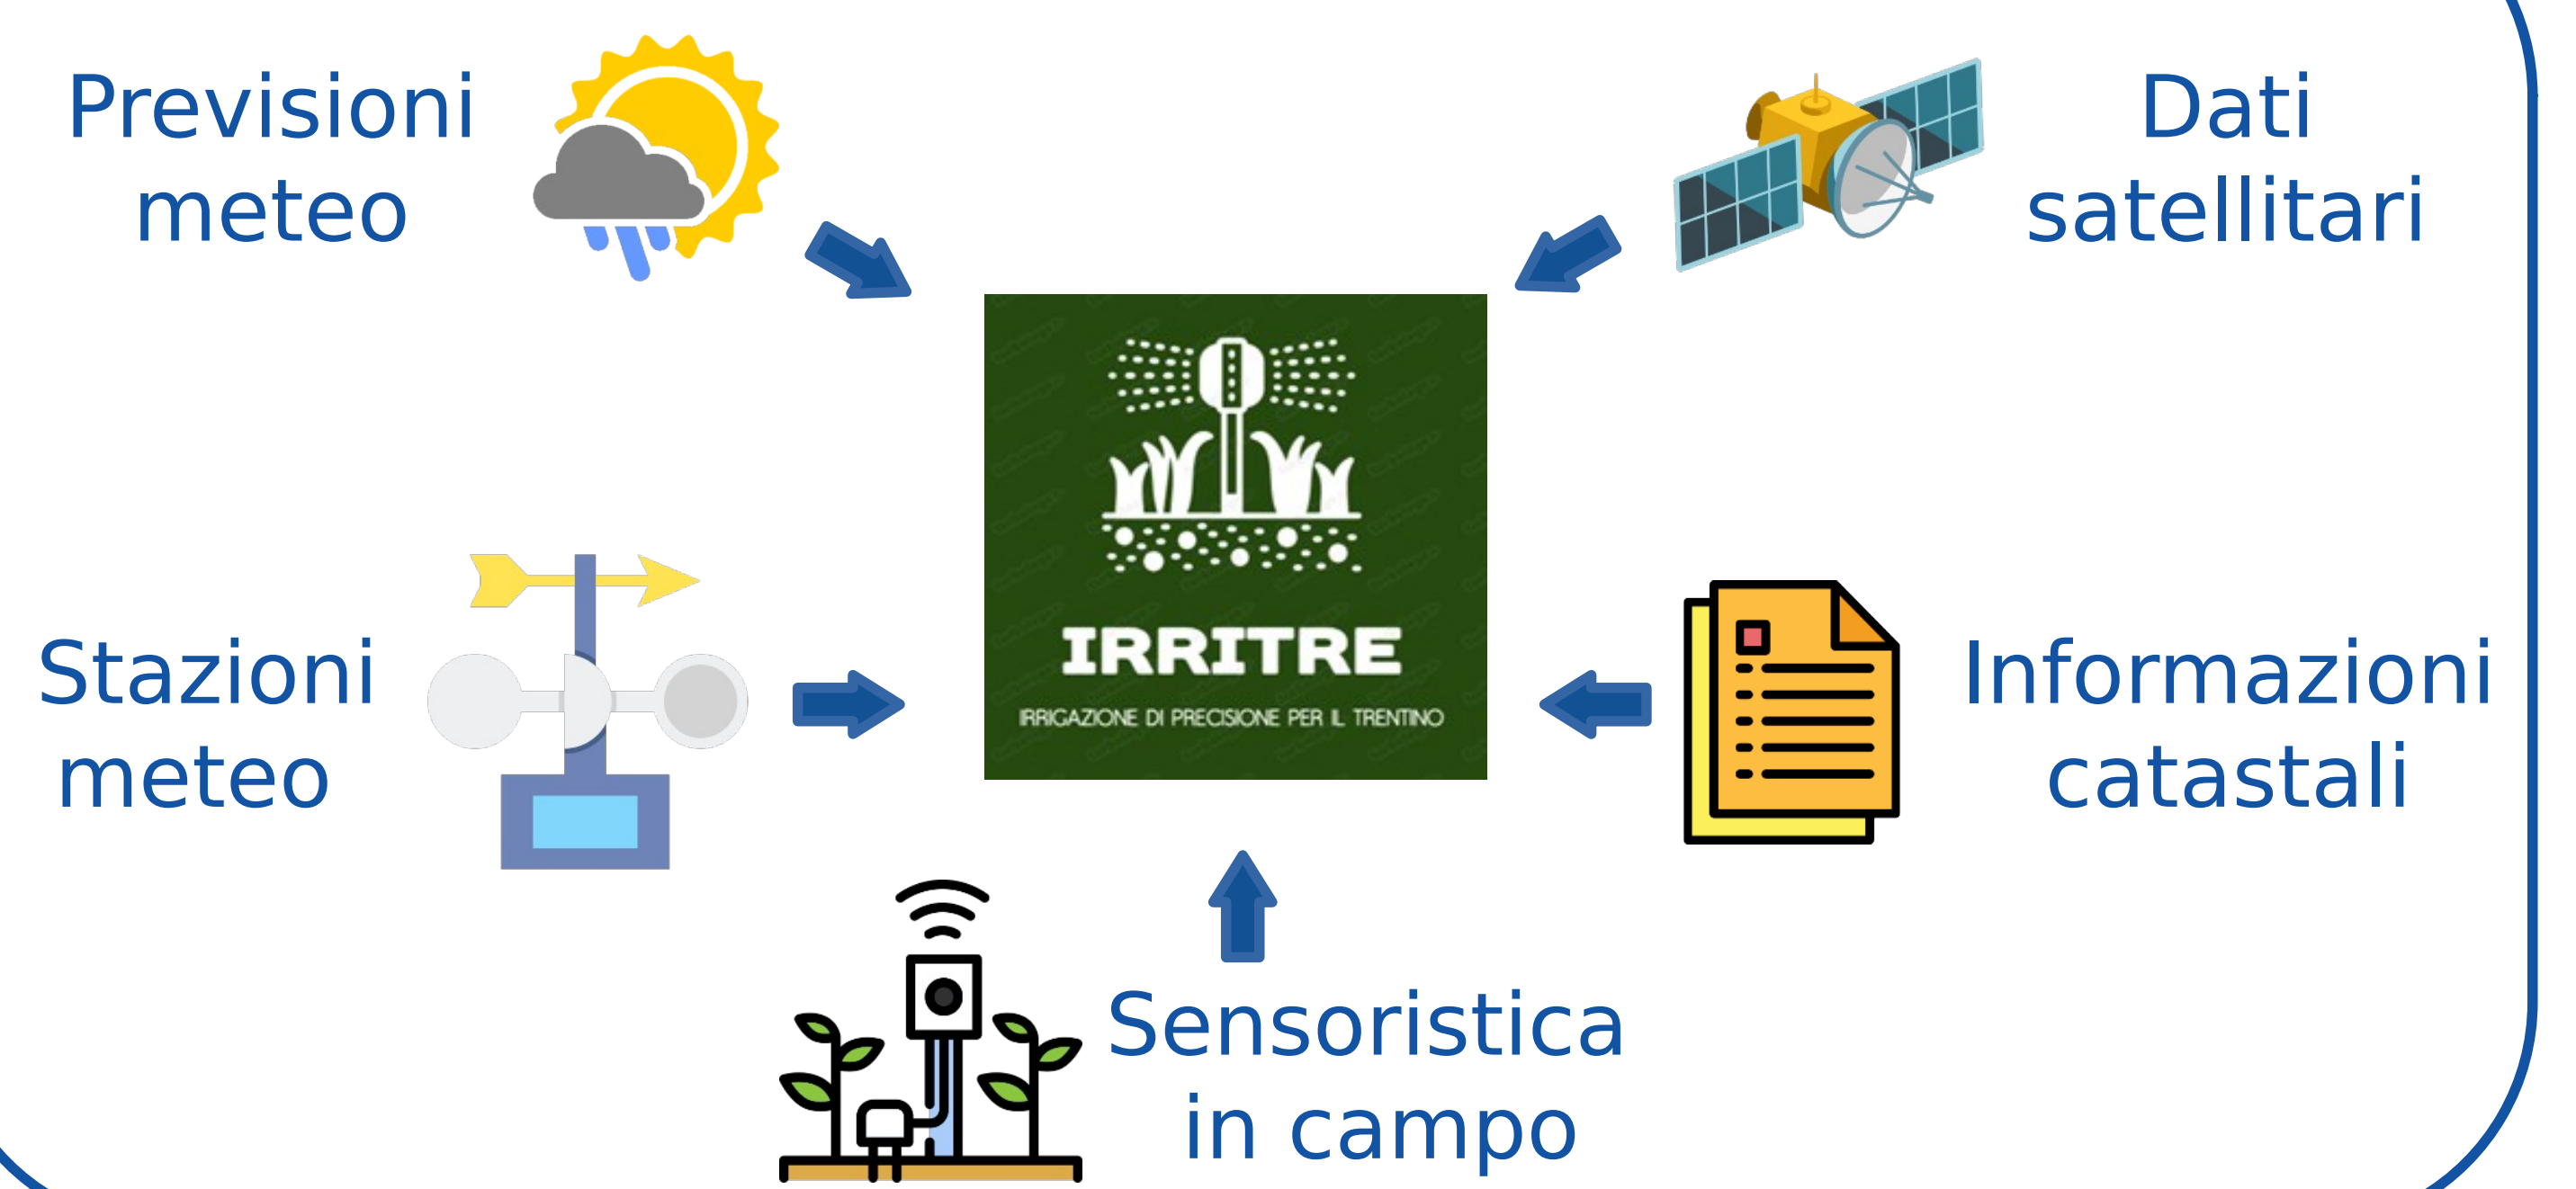 Previsioni
meteo
Dati
satellitari
IRRITRE
IRRIGAZIONE DI PRECISIONE PER IL TRENTINO
Stazioni
meteo
Informazioni
catastali
Sensoristica
in campo